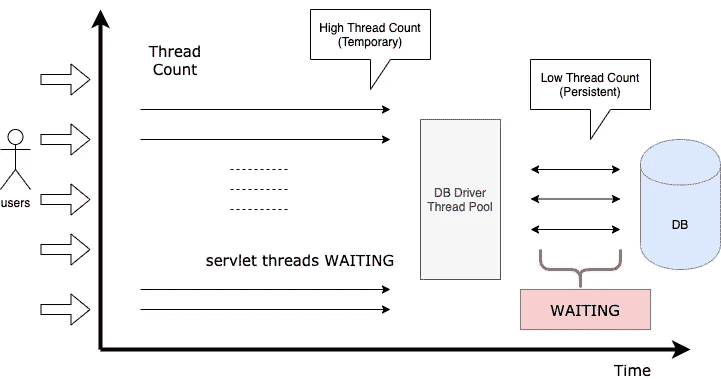 High Thread Count
(Temporary)
Thread
Count
Low Thread Count
(Persistent)
users
DB Driver
Thread Pool
DB
servlet threads WAITING
WAITING
Time